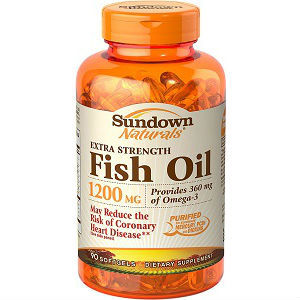 Sundown
Naturals®
EXTRA STRENGTH
Fish Oil
1200 MG
Provides 360 mg
of Omega-3
May Reduce the
Risk of Coronary
Heart Disease**
PURIFIED
90 SOFTGELS
DIETARY SUPPLEMENT